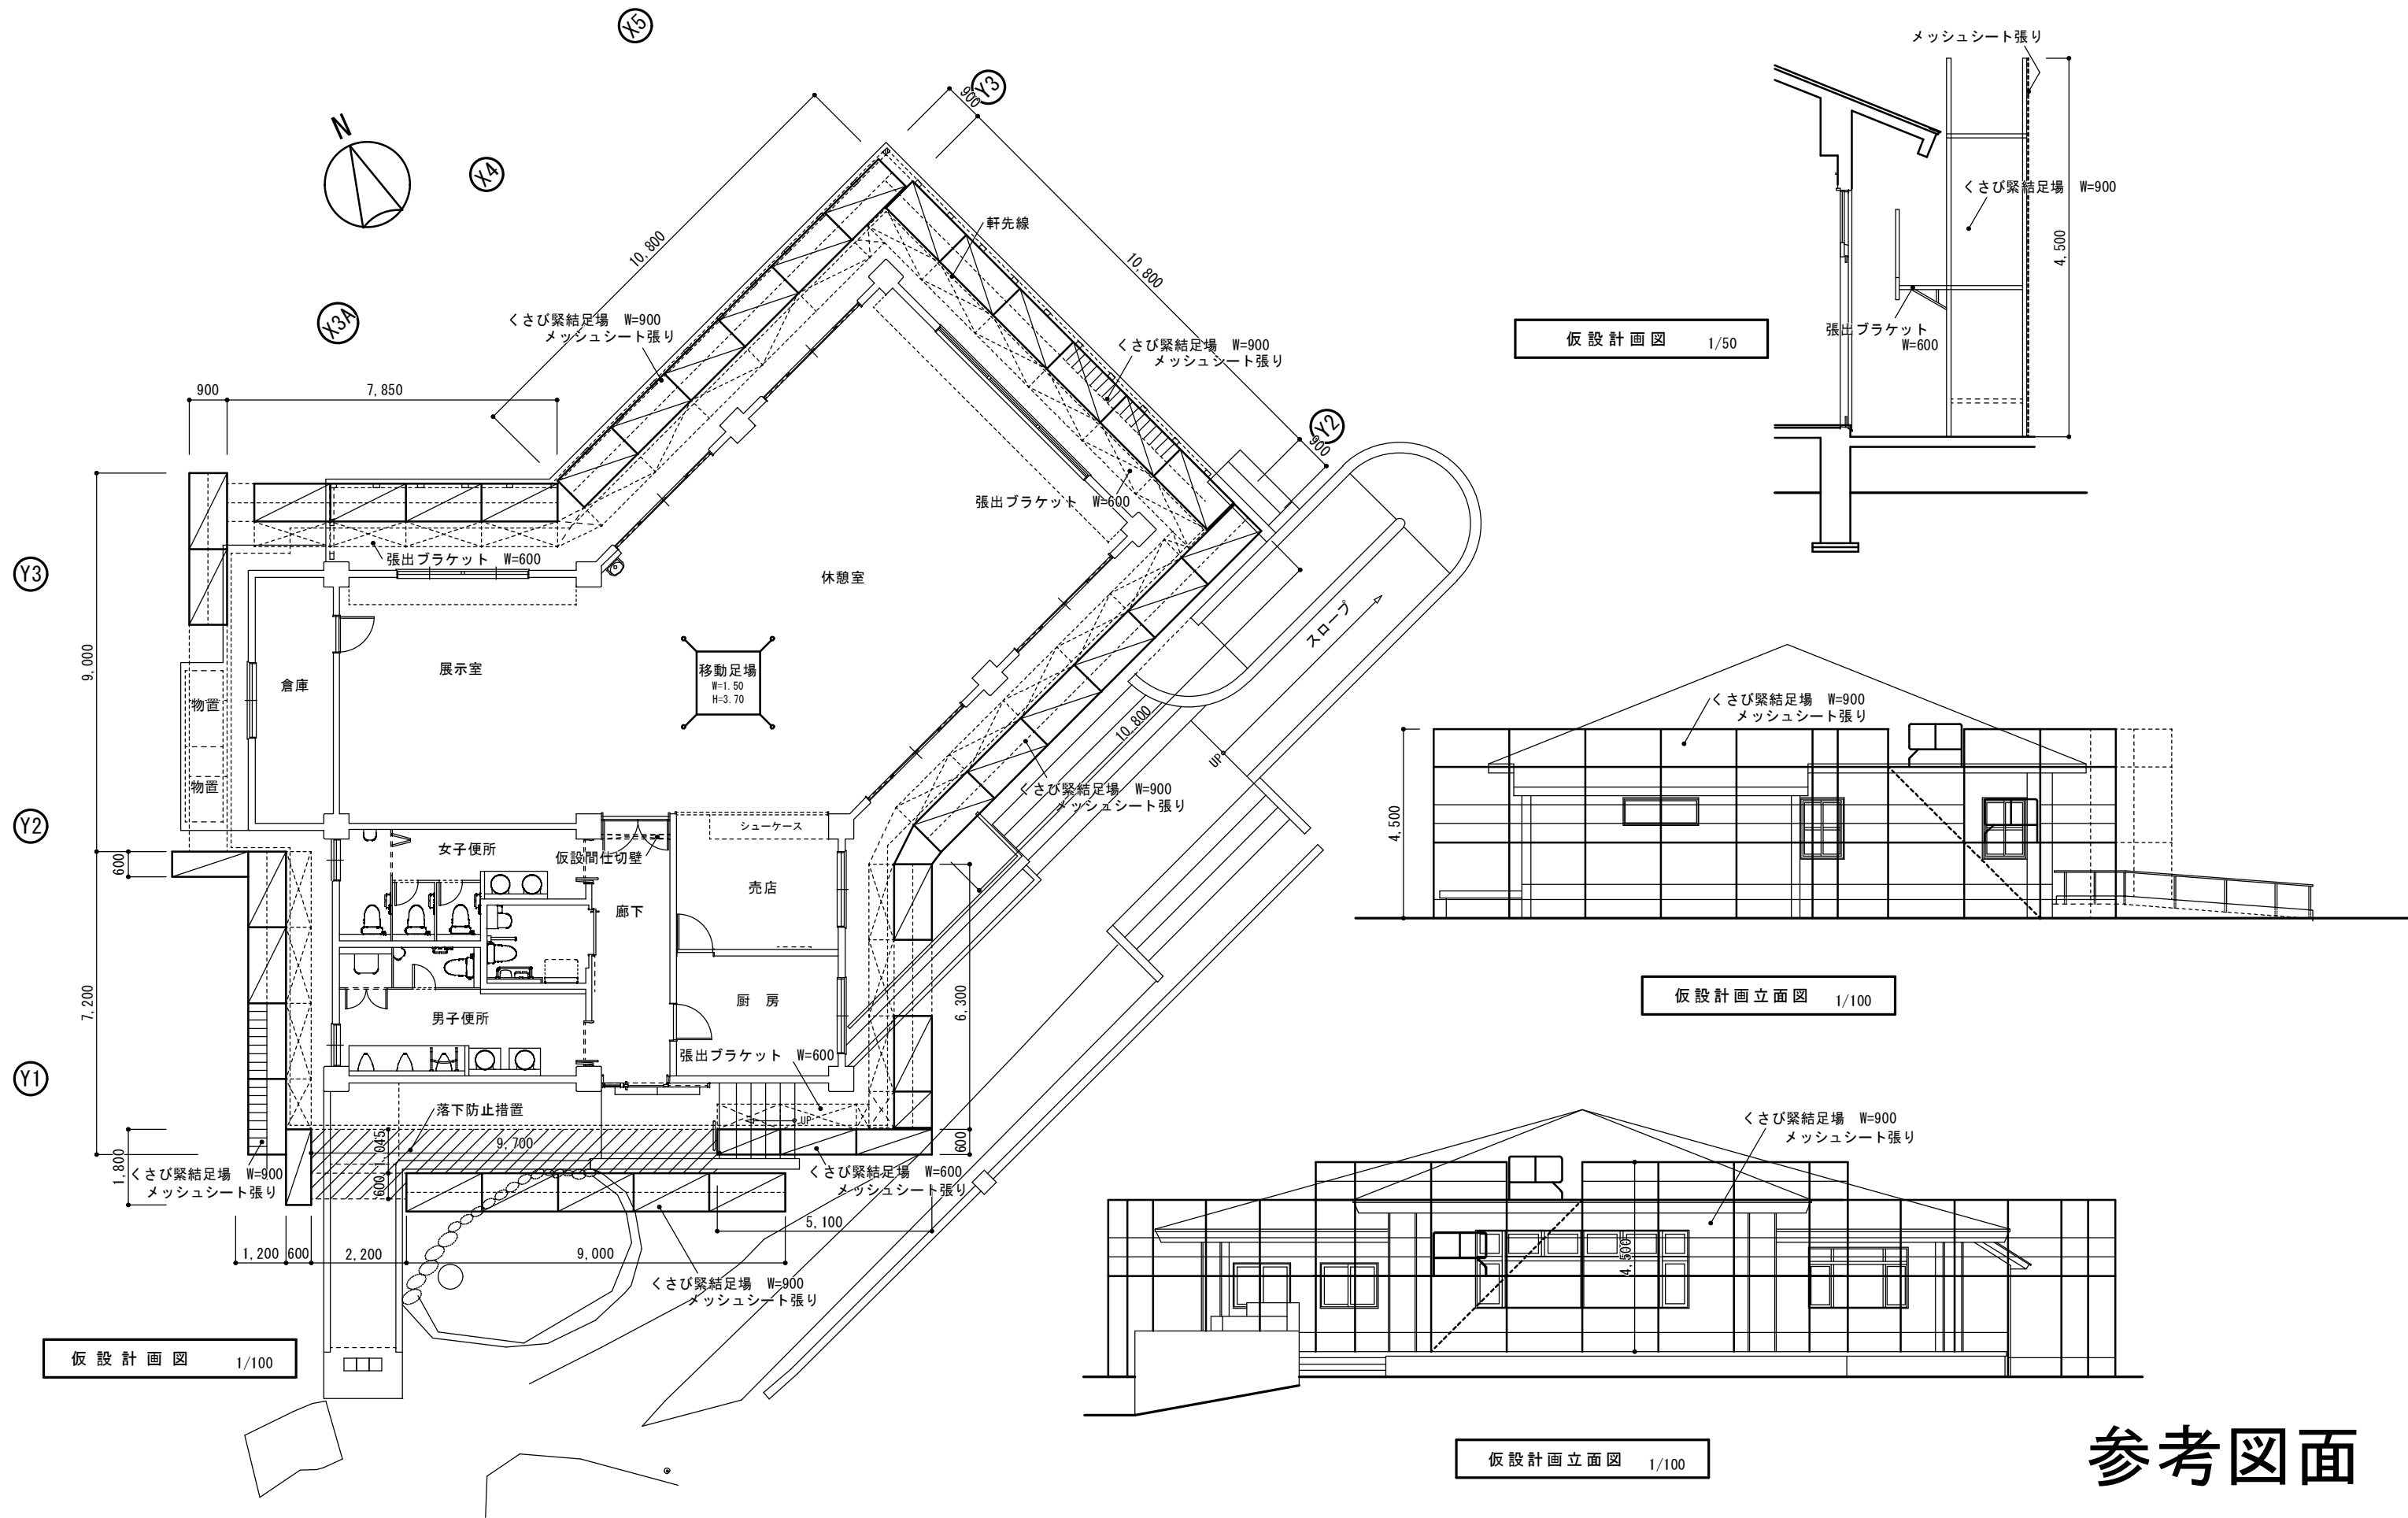 X5
Y3
900
N
X4
10,800
軒先線
10,800
X3A
くさび緊結足場 W=900
メッシュシート張り
くさび緊結足場 W=900
メッシュシート張り
900
7,850
Y2
900
張出ブラケット W=600
張出ブラケット W=600
Y3
休憩室
スロープ
9,000
展示室
倉庫
移動足場
W=1.50
H=3.70
物置
物置
10,800
UP
くさび緊結足場 W=900
メッシュシート張り
Y2
シューケース
600
女子便所
仮設間仕切壁
売店
廊下
7,200
厨 房
6,300
男子便所
張出ブラケット W=600
Y1
落下防止措置
UP
1,800
9,700
1,045
600
600
くさび緊結足場 W=900
メッシュシート張り
くさび緊結足場 W=600
メッシュシート張り
5,100
1,200
600
2,200
9,000
くさび緊結足場 W=900
メッシュシート張り
仮設計画図 1/100
メッシュシート張り
くさび緊結足場 W=900
4,500
張出ブラケット
W=600
仮設計画図 1/50
くさび緊結足場 W=900
メッシュシート張り
4,500
仮設計画立面図 1/100
くさび緊結足場 W=900
メッシュシート張り
4,500
仮設計画立面図 1/100
参考図面